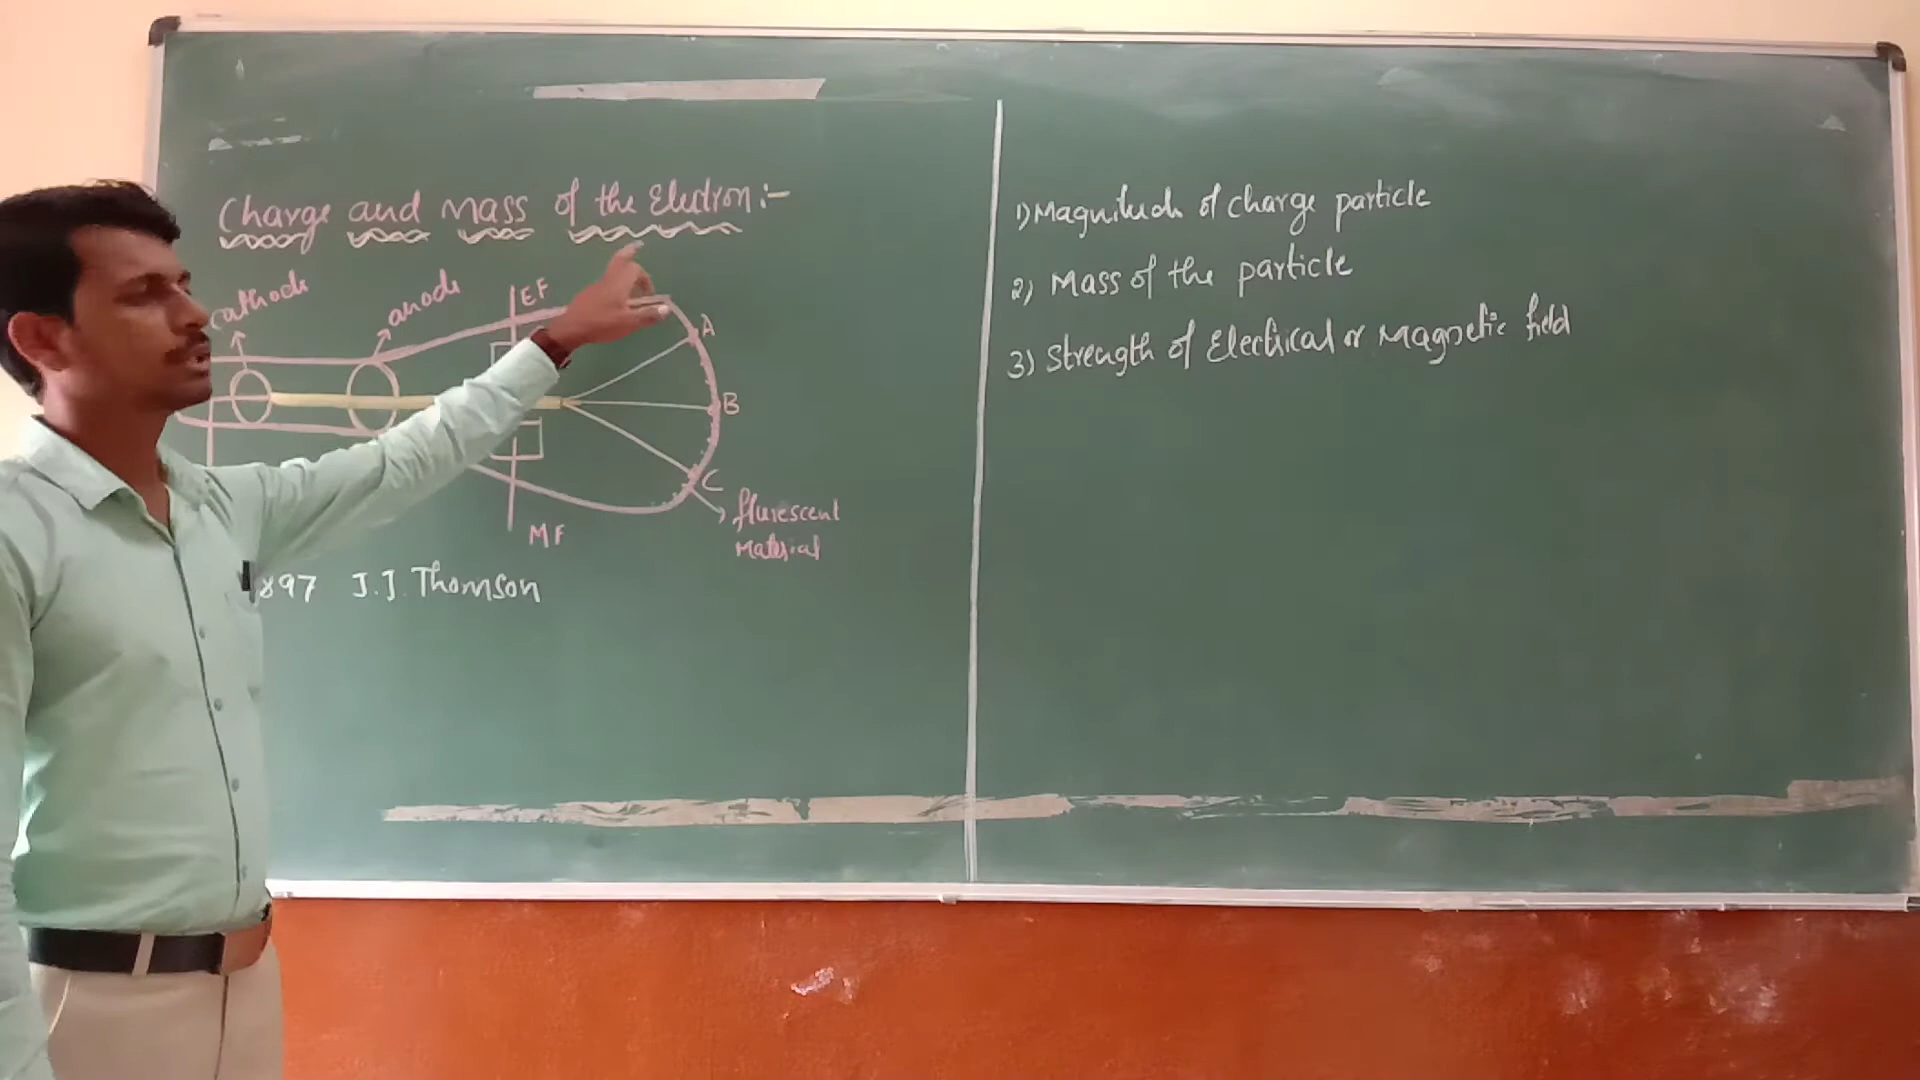 Charge and Mass of the Electron:-
cathode
anode
EF
A
B
C
flurescent
Material
MF
1897 J.J. Thomson
1) Magnitude of charge particle
2) Mass of the particle
3) Strength of Electrical or Magnetic field